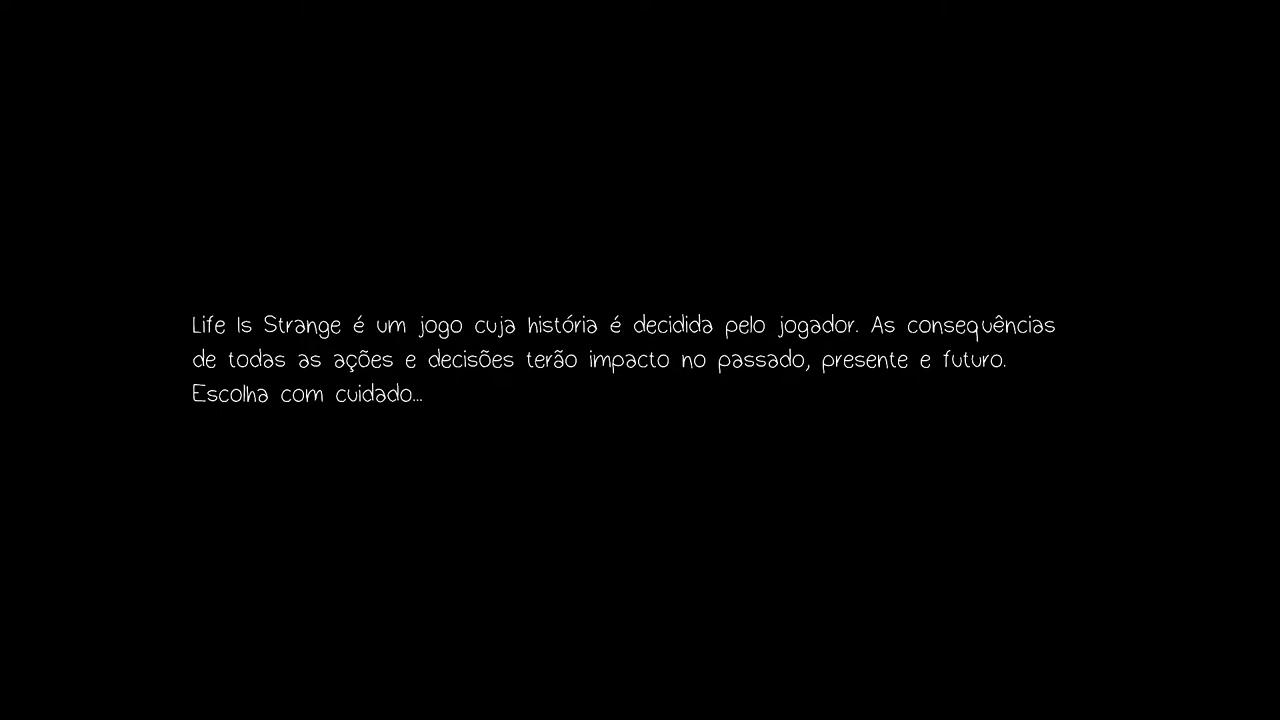 Life Is Strange é um jogo cuja história é decidida pelo jogador. As consequências
de todas as ações e decisões terão impacto no passado, presente e futuro.
Escolha com cuidado...